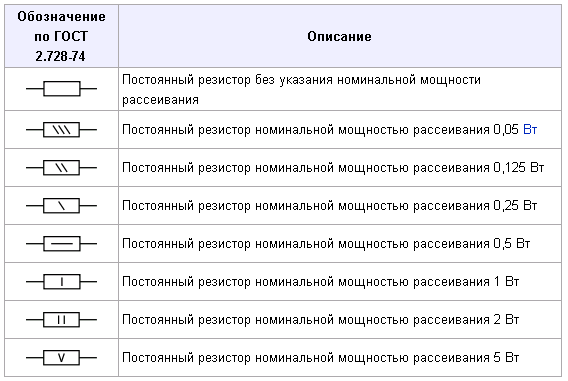 Обозначение
по ГОСТ
2.728-74
Описание
Постоянный резистор без указания номинальной мощности
рассеивания
Постоянный резистор номинальной мощностью рассеивания 0,05 Вт
Постоянный резистор номинальной мощностью рассеивания 0,125 Вт
Постоянный резистор номинальной мощностью рассеивания 0,25 Вт
Постоянный резистор номинальной мощностью рассеивания 0,5 Вт
Постоянный резистор номинальной мощностью рассеивания 1 Вт
Постоянный резистор номинальной мощностью рассеивания 2 Вт
Постоянный резистор номинальной мощностью рассеивания 5 Вт